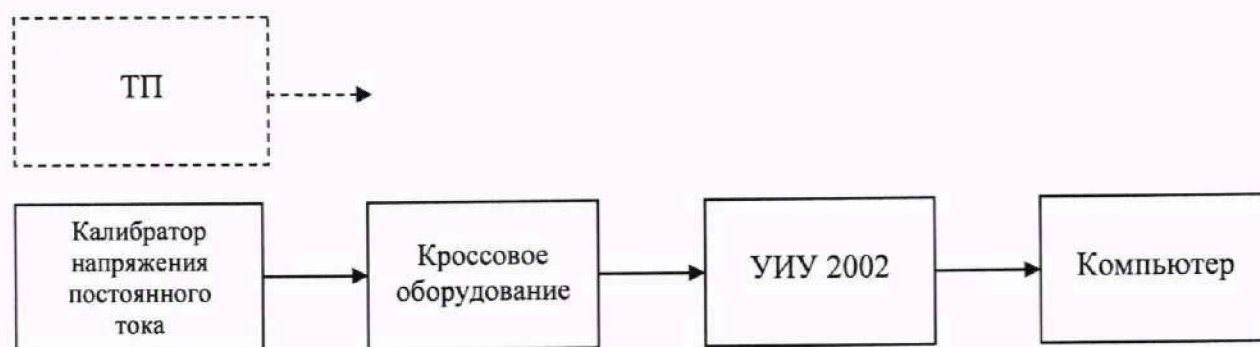 ТП
Калибратор
напряжения
постоянного
тока
Кроссовое
оборудование
УИУ 2002
Компьютер